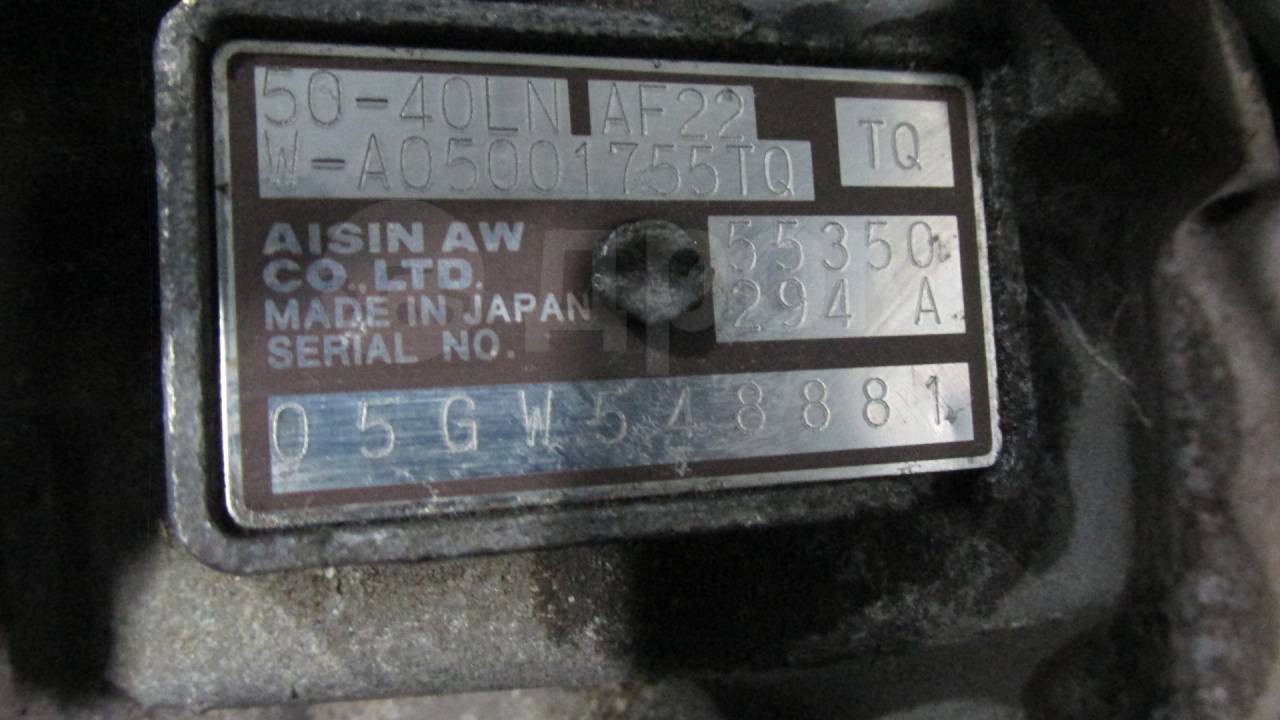 50-40LN AF22
W-A05001755TQ
TQ
AISIN AW
CO.,LTD.
MADE IN JAPAN
SERIAL NO.
55350
294 A
05GW548881